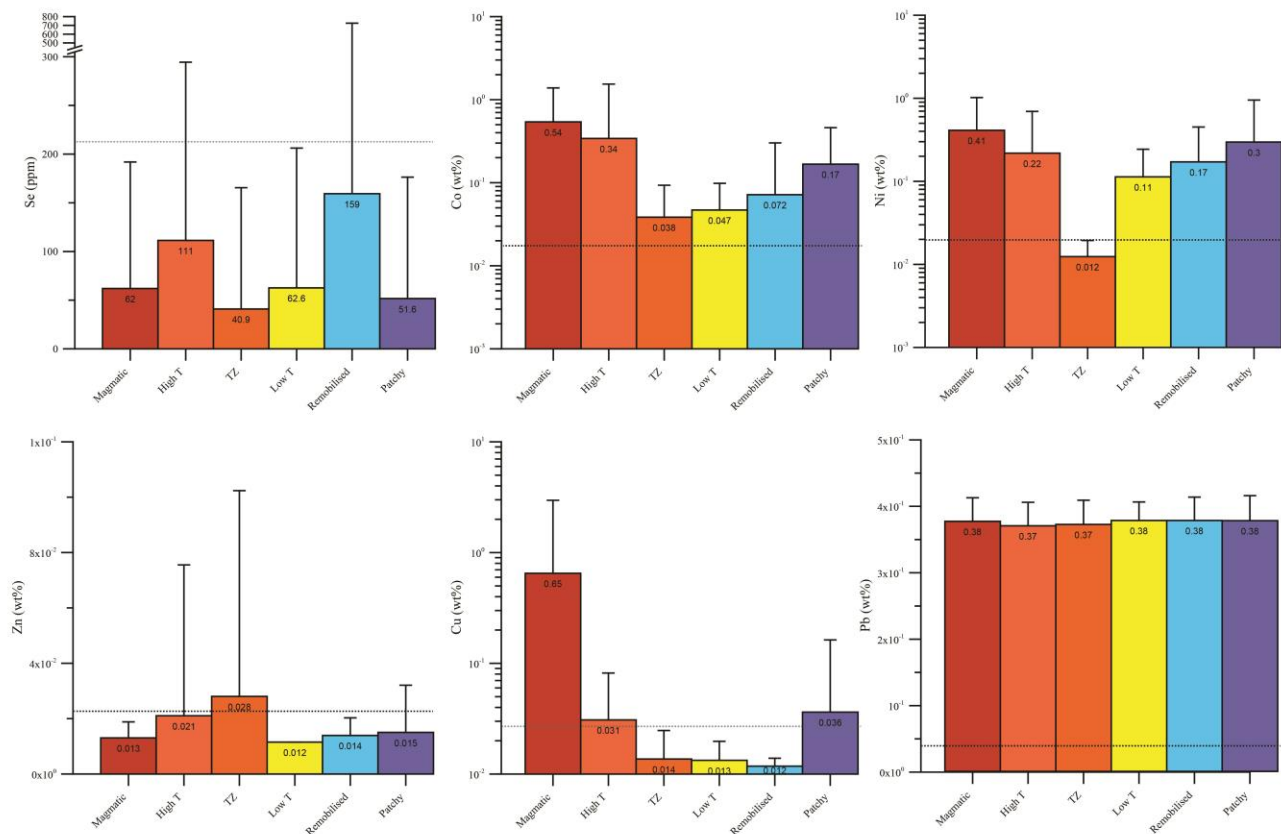 Se (ppm)
800
700
600
500
300
200
100
0
62
111
40.9
62.6
159
51.6
Magmatic
High T
TZ
Low T
Remobilised
Patchy
Co (wt%)
10¹
10⁰
10⁻¹
10⁻²
10⁻³
0.54
0.34
0.038
0.047
0.072
0.17
Magmatic
High T
TZ
Low T
Remobilised
Patchy
Ni (wt%)
10¹
10⁰
10⁻¹
10⁻²
10⁻³
0.41
0.22
0.012
0.11
0.17
0.3
Magmatic
High T
TZ
Low T
Remobilised
Patchy
Zn (wt%)
1x10⁻¹
8x10⁻²
4x10⁻²
0x10⁰
0.013
0.021
0.028
0.012
0.014
0.015
Magmatic
High T
TZ
Low T
Remobilised
Patchy
Cu (wt%)
10¹
10⁰
10⁻¹
10⁻²
0.65
0.031
0.014
0.013
0.012
0.036
Magmatic
High T
TZ
Low T
Remobilised
Patchy
Pb (wt%)
5x10⁻¹
4x10⁻¹
3x10⁻¹
2x10⁻¹
10⁻¹
0x10⁰
0.38
0.37
0.37
0.38
0.38
0.38
Magmatic
High T
TZ
Low T
Remobilised
Patchy